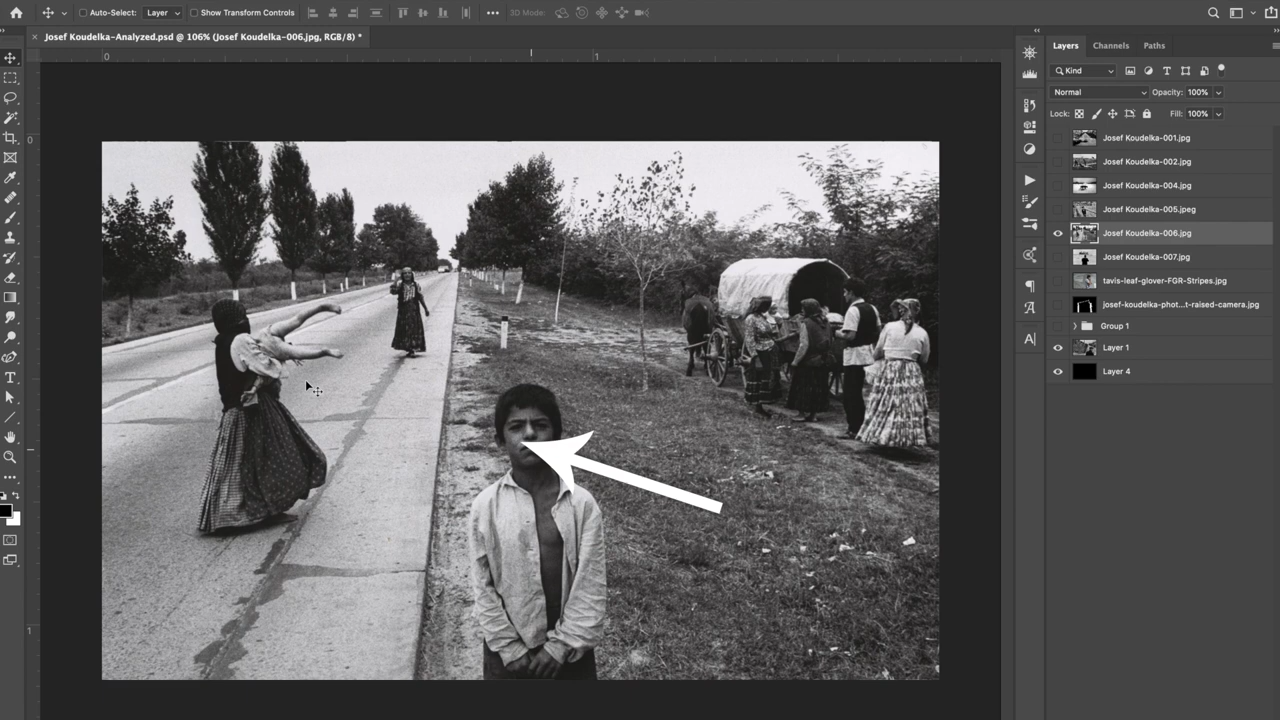 Auto-Select: Layer Show Transform Controls 3D Mode:
Josef Koudelka-Analyzed.psd @ 106% (Josef Koudelka-006.jpg, RGB/8) *
0 1
0
1
Layers Channels Paths
Kind
Normal Opacity: 100%
Lock: Fill: 100%
Josef Koudelka-001.jpg
Josef Koudelka-002.jpg
Josef Koudelka-004.jpg
Josef Koudelka-005.jpeg
Josef Koudelka-006.jpg
Josef Koudelka-007.jpg
tavis-leaf-glover-FGR-Stripes.jpg
josef-koudelka-phot...t-raised-camera.jpg
Group 1
Layer 1
Layer 4